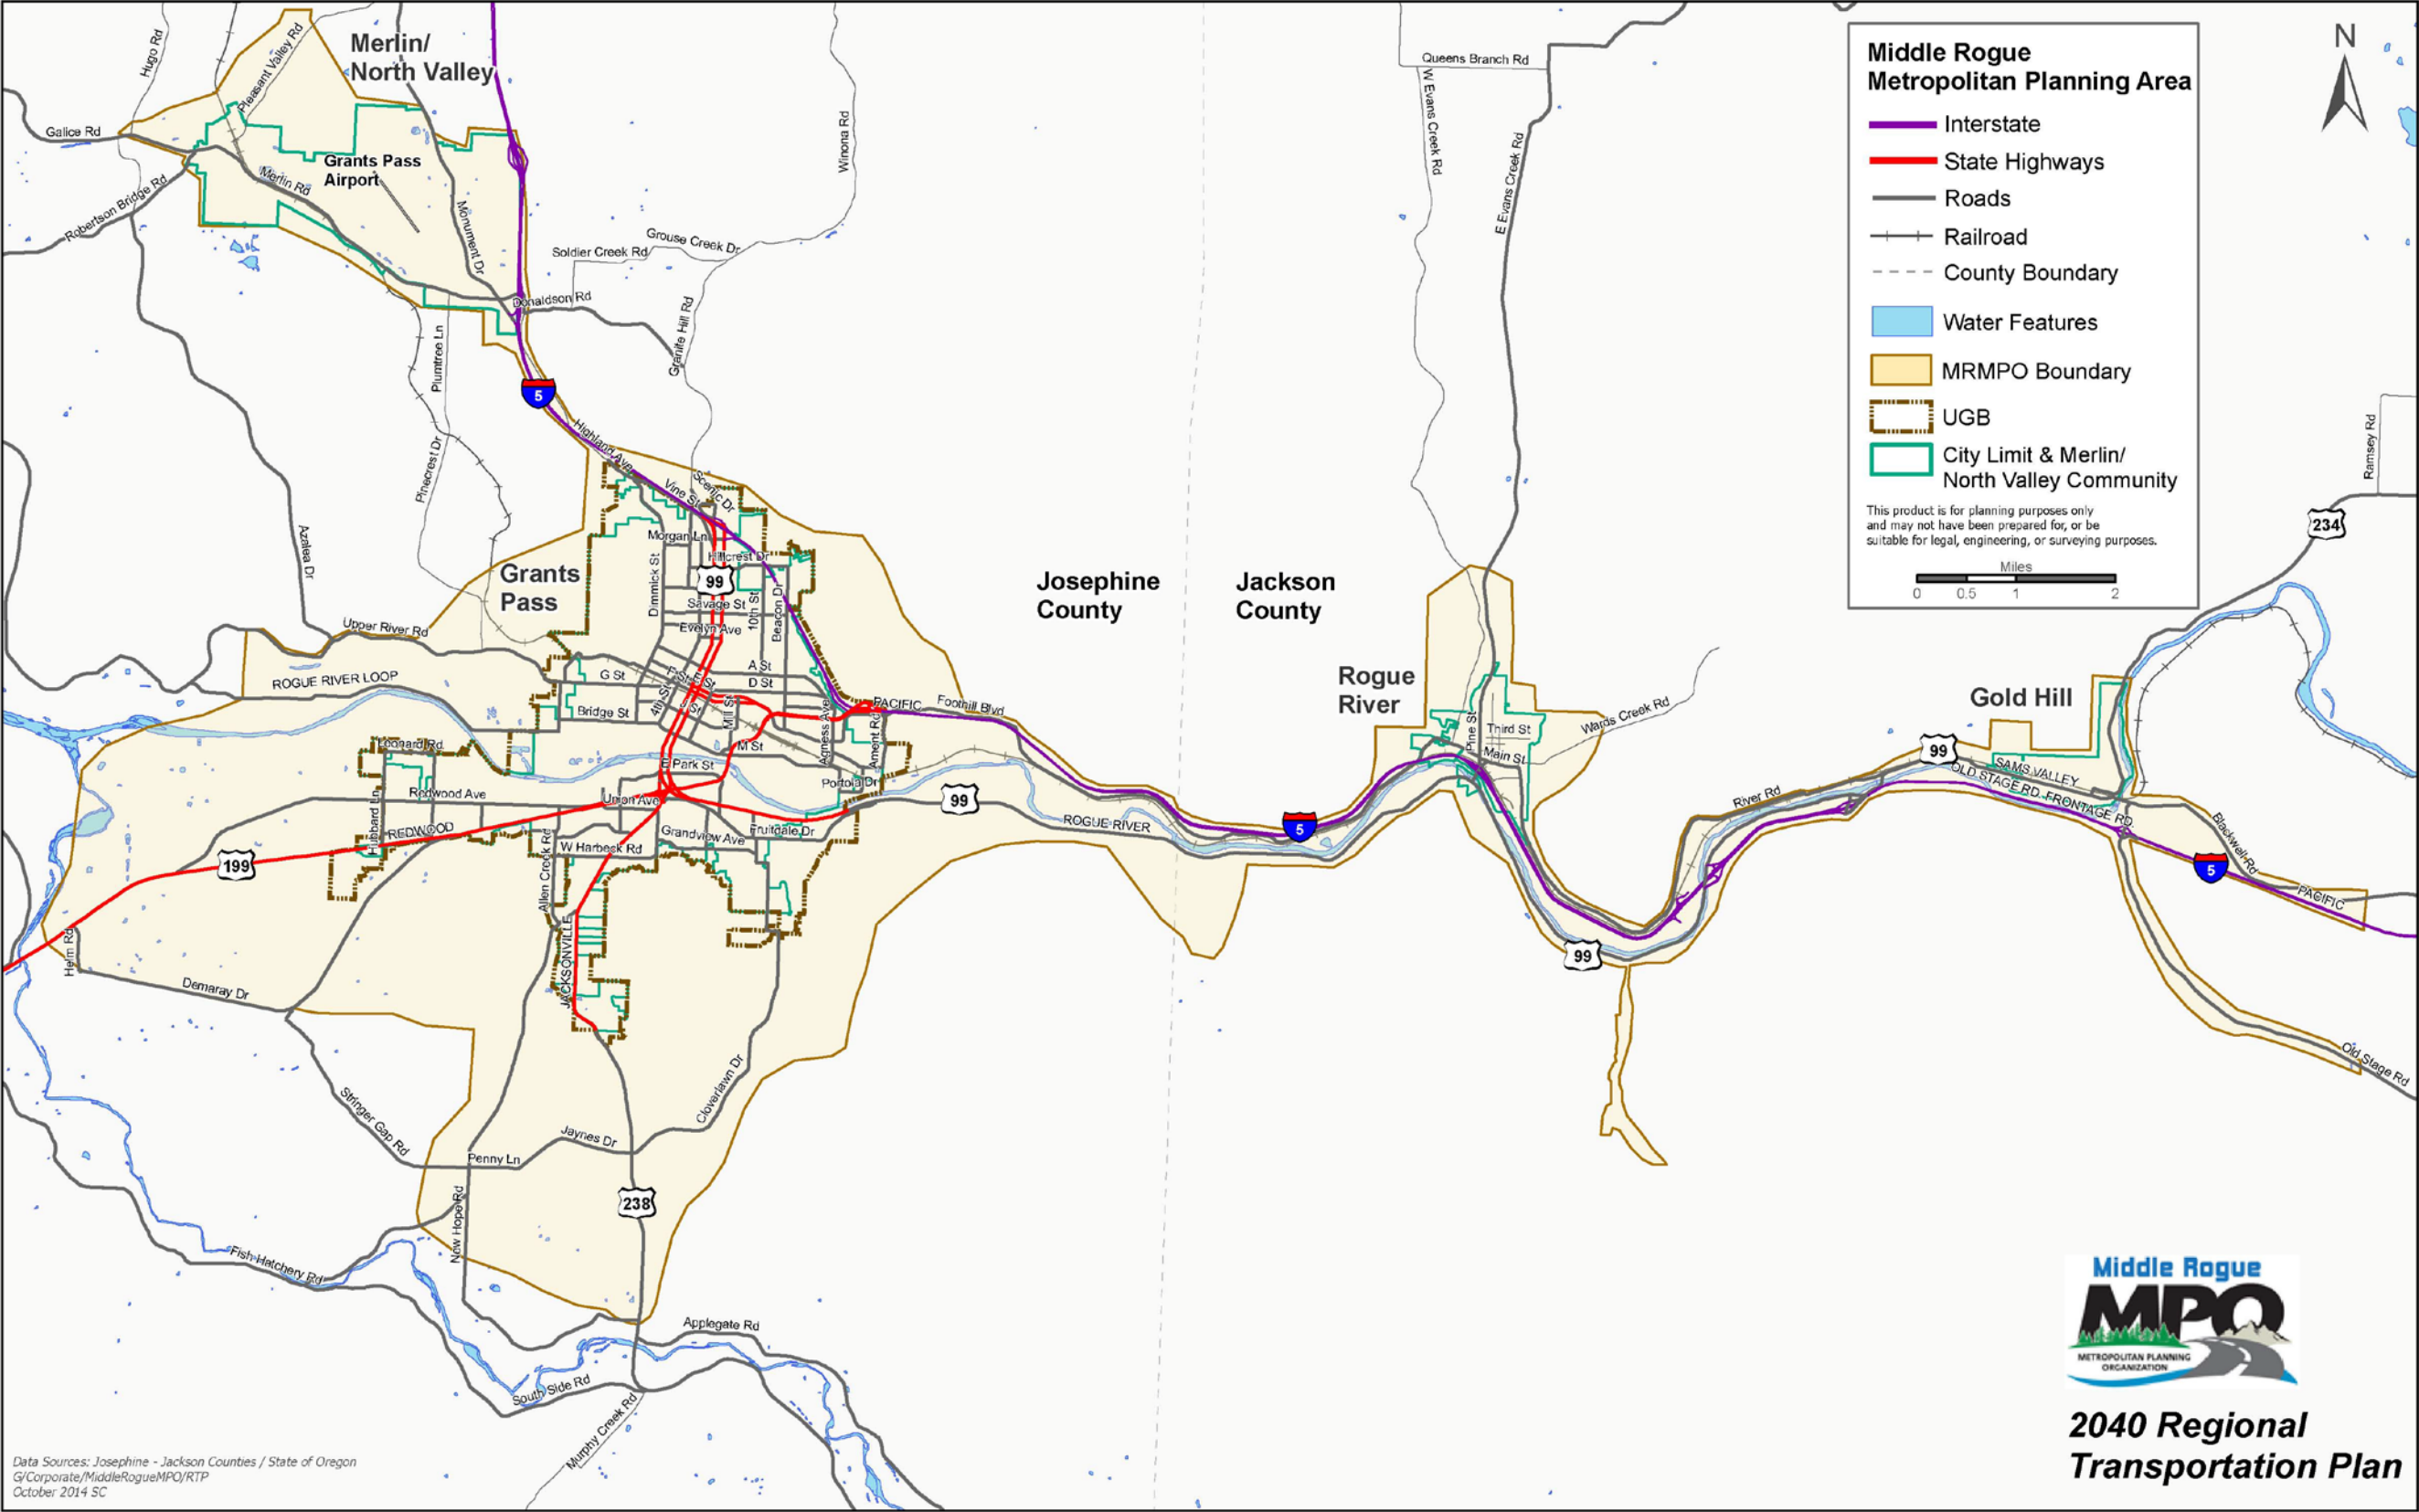 Merlin/
North Valley
Hugo Rd
Pleasant Valley Rd
Galice Rd
Grants Pass
Airport
Merlin Rd
Robertson Bridge Rd
Monument Dr
Winona Rd
Grouse Creek Dr
Soldier Creek Rd
Donaldson Rd
Granite Hill Rd
Plumtree Ln
Pinecrest Dr
Azalea Dr
5
Highland Ave
Vine St
Scenic Dr
Morgan Ln
Hillcrest Dr
99
Dimmick St
Savage St
10th St
Beacon Dr
Evelyn Ave
Grants
Pass
Upper River Rd
ROGUE RIVER LOOP
G St
A St
D St
F St
E St
4th St
Bridge St
Mill St
M St
Agness Ave
Ament Rd
PACIFIC
Foothill Blvd
E Park St
Portola Dr
Leonard Rd
Redwood Ave
Hubbard Ln
Union Ave
REDWOOD
199
Grandview Ave
Fruitdale Dr
W Harbeck Rd
Allen Creek Rd
JACKSONVILLE
Helm Rd
Demaray Dr
Stringer Gap Rd
Penny Ln
Jaynes Dr
Cloverlawn Dr
238
New Hope Rd
Fish Hatchery Rd
Applegate Rd
South Side Rd
Murphy Creek Rd
99
ROGUE RIVER
Josephine
County
Jackson
County
5
Queens Branch Rd
W Evans Creek Rd
E Evans Creek Rd
Rogue
River
Pine St
Third St
Main St
Wards Creek Rd
99
River Rd
99
Gold Hill
SAMS VALLEY
OLD STAGE RD. FRONTAGE RD.
Blackwell Rd
5
PACIFIC
Old Stage Rd
234
Ramsey Rd
N
Middle Rogue
Metropolitan Planning Area
Interstate
State Highways
Roads
Railroad
County Boundary
Water Features
MRMPO Boundary
UGB
City Limit & Merlin/
North Valley Community
This product is for planning purposes only
and may not have been prepared for, or be
suitable for legal, engineering, or surveying purposes.
Miles
0 0.5 1 2
Middle Rogue
MPO
METROPOLITAN PLANNING
ORGANIZATION
2040 Regional
Transportation Plan
Data Sources: Josephine - Jackson Counties / State of Oregon
G/Corporate/MiddleRogueMPO/RTP
October 2014 SC